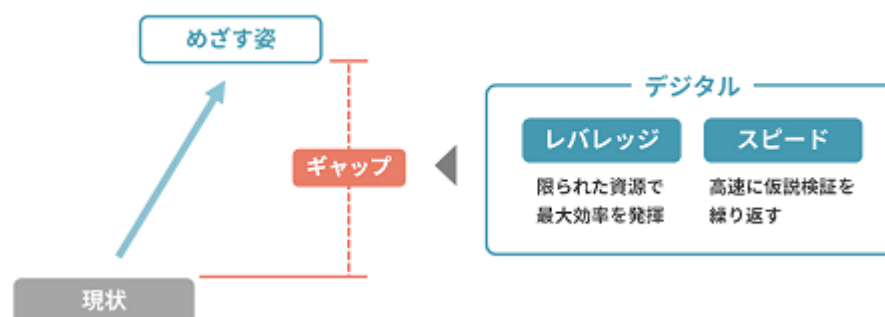 めざす姿
ギャップ
現状
デジタル
レバレッジ
限られた資源で
最大効率を発揮
スピード
高速に仮説検証を
繰り返す